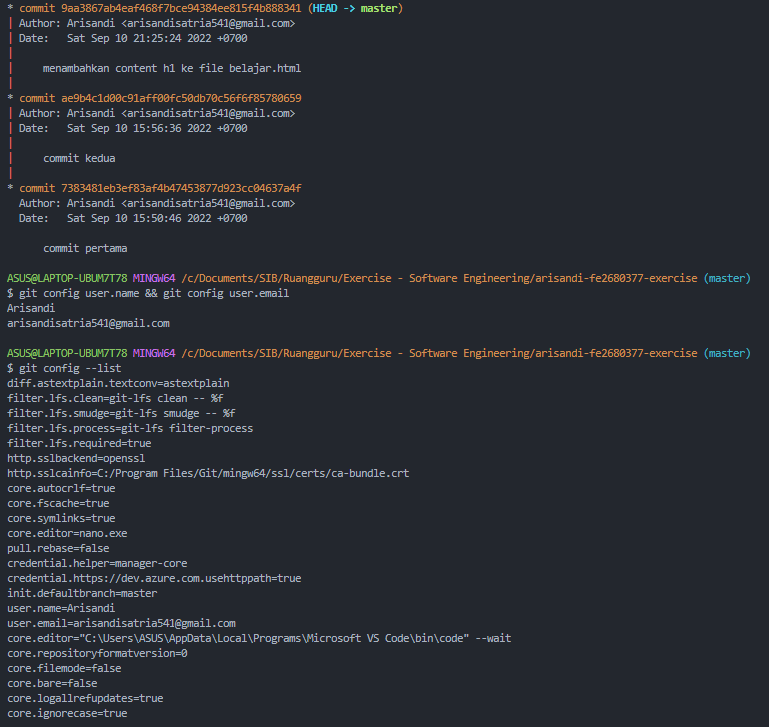 * commit 9aa3867ab4eaf468f7bce94384ee815f4b888341 (HEAD -> master)
| Author: Arisandi <arisandisatria541@gmail.com>
| Date:   Sat Sep 10 21:25:24 2022 +0700
|
|     menambahkan content h1 ke file belajar.html
|
* commit ae9b4c1d00c91aff00fc50db70c56f6f85780659
| Author: Arisandi <arisandisatria541@gmail.com>
| Date:   Sat Sep 10 15:56:36 2022 +0700
|
|     commit kedua
|
* commit 7383481eb3ef83af4b47453877d923cc04637a4f
  Author: Arisandi <arisandisatria541@gmail.com>
  Date:   Sat Sep 10 15:50:46 2022 +0700

      commit pertama

ASUS@LAPTOP-UBUM7T78 MINGW64 /c/Documents/SIB/Ruangguru/Exercise - Software Engineering/arisandi-fe2680377-exercise (master)
$ git config user.name && git config user.email
Arisandi
arisandisatria541@gmail.com

ASUS@LAPTOP-UBUM7T78 MINGW64 /c/Documents/SIB/Ruangguru/Exercise - Software Engineering/arisandi-fe2680377-exercise (master)
$ git config --list
diff.astextplain.textconv=astextplain
filter.lfs.clean=git-lfs clean -- %f
filter.lfs.smudge=git-lfs smudge -- %f
filter.lfs.process=git-lfs filter-process
filter.lfs.required=true
http.sslbackend=openssl
http.sslcainfo=C:/Program Files/Git/mingw64/ssl/certs/ca-bundle.crt
core.autocrlf=true
core.fscache=true
core.symlinks=true
core.editor=nano.exe
pull.rebase=false
credential.helper=manager-core
credential.https://dev.azure.com.usehttppath=true
init.defaultbranch=master
user.name=Arisandi
user.email=arisandisatria541@gmail.com
core.editor="C:\Users\ASUS\AppData\Local\Programs\Microsoft VS Code\bin\code" --wait
core.repositoryformatversion=0
core.filemode=false
core.bare=false
core.logallrefupdates=true
core.ignorecase=true